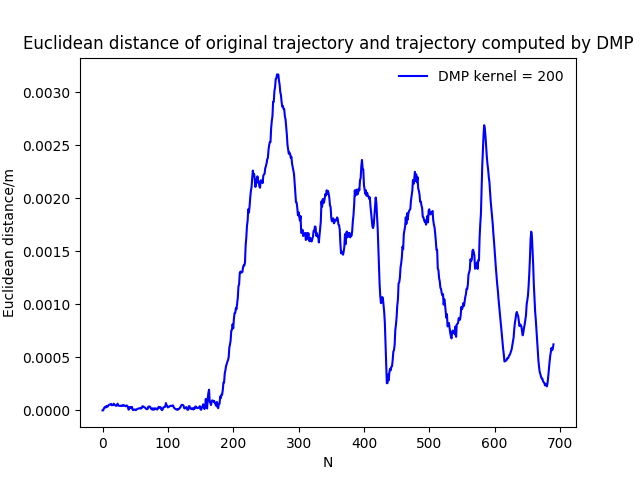 Euclidean distance of original trajectory and trajectory computed by DMP
DMP kernel = 200
0.0030
0.0025
0.0020
0.0015
0.0010
0.0005
0.0000
Euclidean distance/m
0 100 200 300 400 500 600 700
N